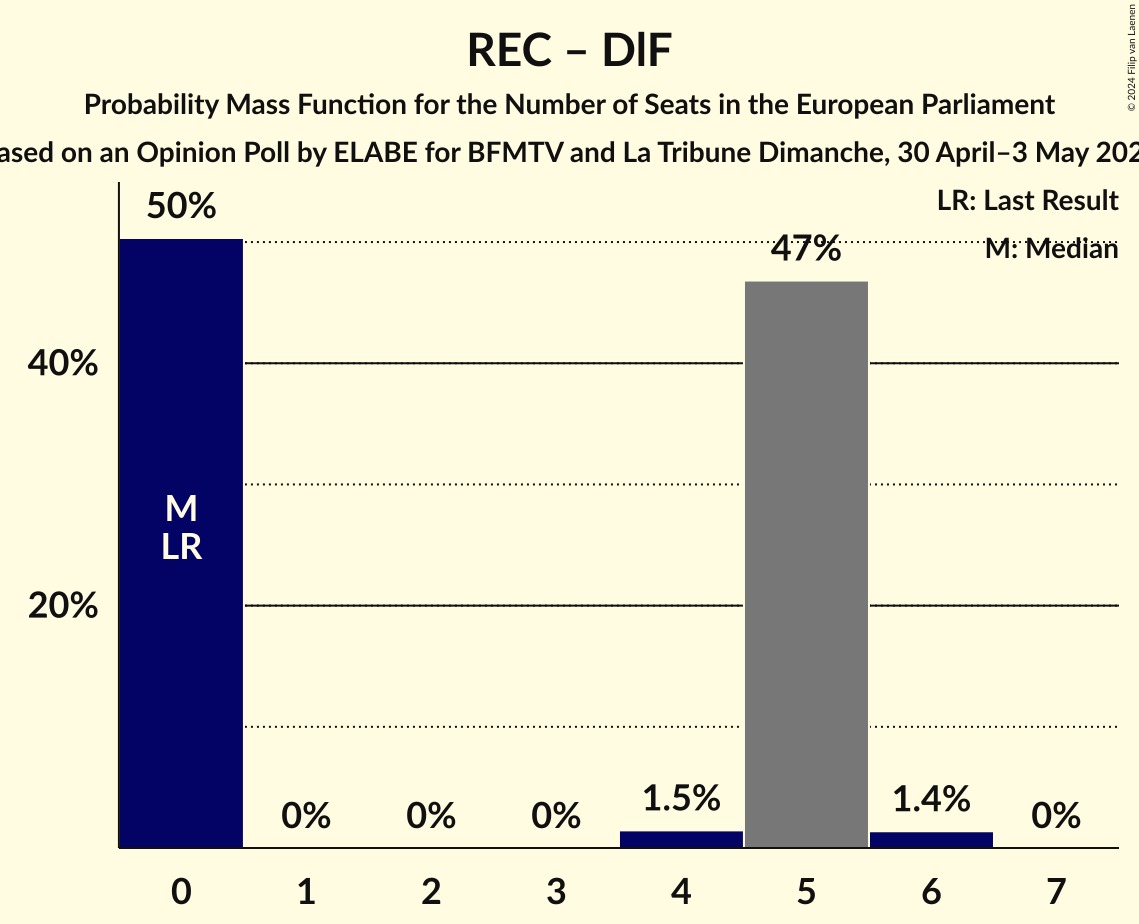 REC – DIF
Probability Mass Function for the Number of Seats in the European Parliament
ased on an Opinion Poll by ELABE for BFMTV and La Tribune Dimanche, 30 April–3 May 202
© 2024 Filip van Laenen
LR: Last Result
M: Median
50%
47%
40%
M
LR
20%
0%
0%
0%
1.5%
1.4%
0%
0 1 2 3 4 5 6 7